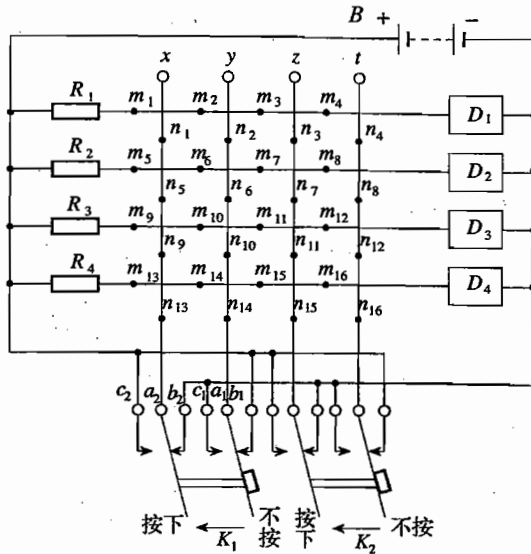 B + −
x y z t
R1 m1 m2 m3 m4 D1
n1 n2 n3 n4
R2 m5 m6 m7 m8 D2
n5 n6 n7 n8
R3 m9 m10 m11 m12 D3
n9 n10 n11 n12
R4 m13 m14 m15 m16 D4
n13 n14 n15 n16
c2 a2 b2 c1 a1 b1
按下 K1 不按 按下 K2 不按